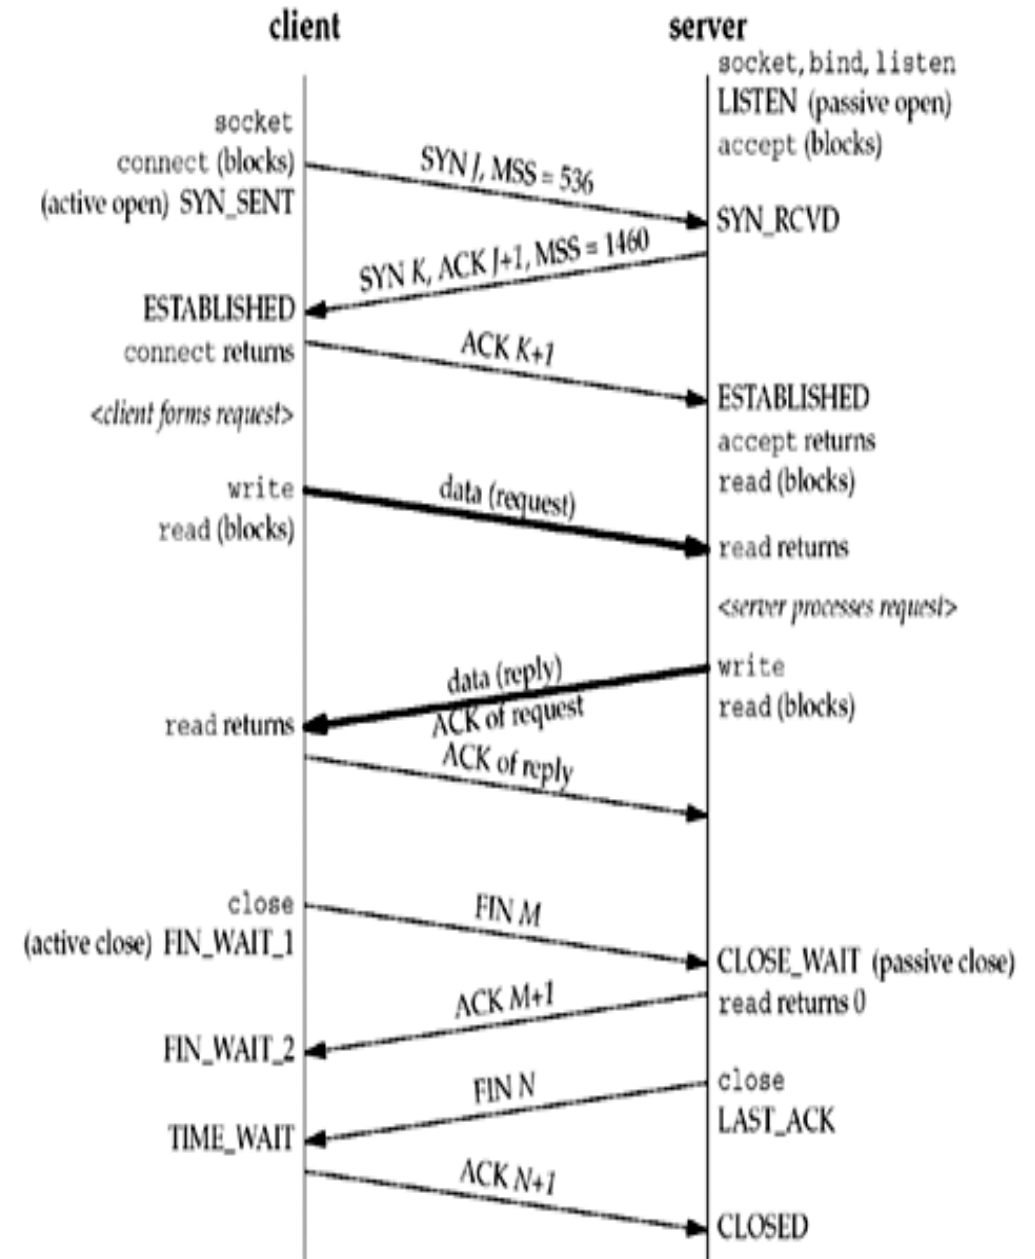 client
server
socket, bind, listen
LISTEN (passive open)
accept (blocks)
socket
connect (blocks)
(active open) SYN_SENT
SYN J, MSS = 536
SYN_RCVD
SYN K, ACK J+1, MSS = 1460
ESTABLISHED
connect returns
ACK K+1
ESTABLISHED
accept returns
read (blocks)
<client forms request>
write
read (blocks)
data (request)
read returns
<server processes request>
write
read (blocks)
data (reply)
ACK of request
read returns
ACK of reply
close
(active close) FIN_WAIT_1
FIN M
CLOSE_WAIT (passive close)
read returns 0
ACK M+1
FIN_WAIT_2
close
LAST_ACK
FIN N
TIME_WAIT
ACK N+1
CLOSED